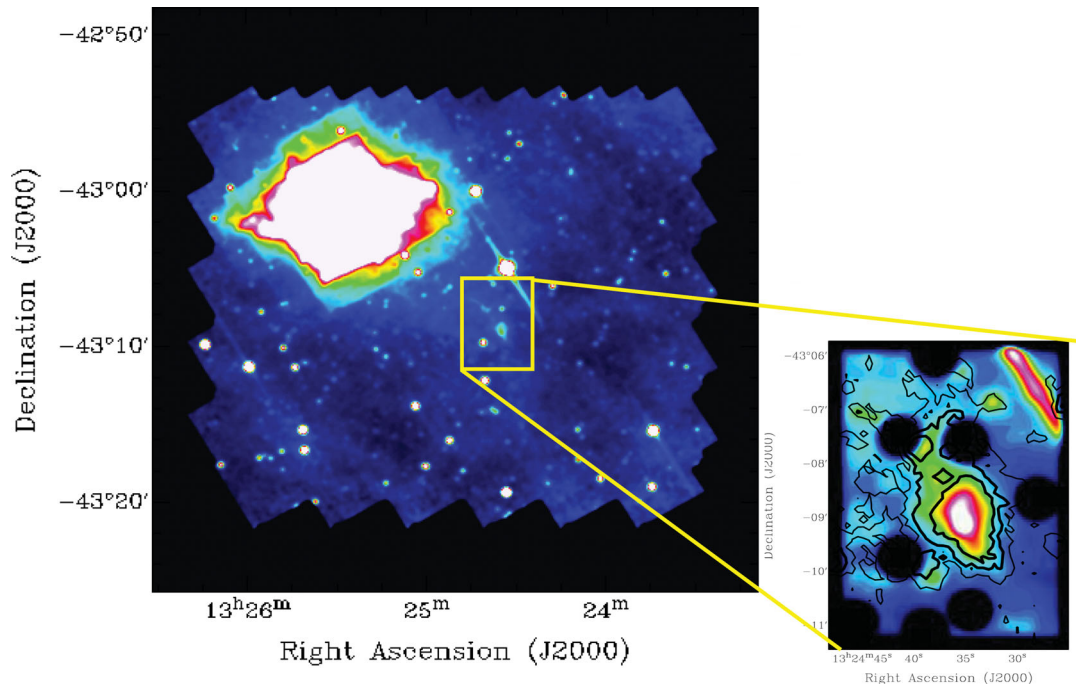 Declination (J2000)
-42°50′
-43°00′
-43°10′
-43°20′
13ʰ26ᵐ
25ᵐ
24ᵐ
Right Ascension (J2000)
Declination (J2000)
-43°06′
-07′
-08′
-09′
-10′
-11′
13ʰ24ᵐ45ˢ
40ˢ
35ˢ
30ˢ
Right Ascension (J2000)